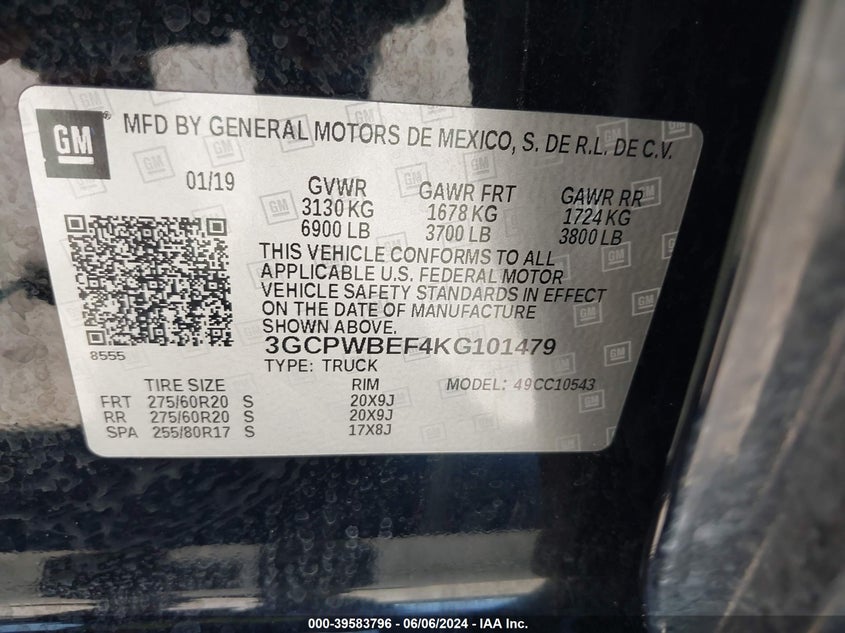 GM
MFD BY GENERAL MOTORS DE MEXICO, S. DE R.L. DE C.V.
01/19 GVWR GAWR FRT GAWR RR
3130 KG 1678 KG 1724 KG
6900 LB 3700 LB 3800 LB
THIS VEHICLE CONFORMS TO ALL
APPLICABLE U.S. FEDERAL MOTOR
VEHICLE SAFETY STANDARDS IN EFFECT
ON THE DATE OF MANUFACTURE
SHOWN ABOVE.
8555
3GCPWBEF4KG101479
TYPE: TRUCK MODEL: 49CC10543
TIRE SIZE RIM
FRT 275/60R20 S 20X9J
RR 275/60R20 S 20X9J
SPA 255/80R17 S 17X8J
000-39583796 - 06/06/2024 - © IAA Inc.